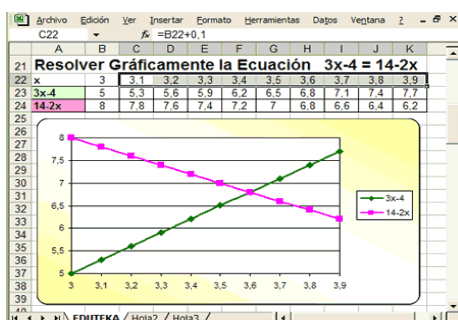 Archivo Edición Ver Insertar Formato Herramientas Datos Ventana ?
C22 fx =B22+0,1
A B C D E F G H I J K
21 Resolver Gráficamente la Ecuación 3x-4 = 14-2x
22 x 3 3,1 3,2 3,3 3,4 3,5 3,6 3,7 3,8 3,9
23 3x-4 5 5,3 5,6 5,9 6,2 6,5 6,8 7,1 7,4 7,7
24 14-2x 8 7,8 7,6 7,4 7,2 7 6,8 6,6 6,4 6,2
25
26
27
28
29
30
31
32
33
34
35
36
37
38
39
40
8
7,5
7
6,5
6
5,5
5
3 3,1 3,2 3,3 3,4 3,5 3,6 3,7 3,8 3,9
3x-4
14-2x
EDUTEKA / Hoja2 / Hoja3 /